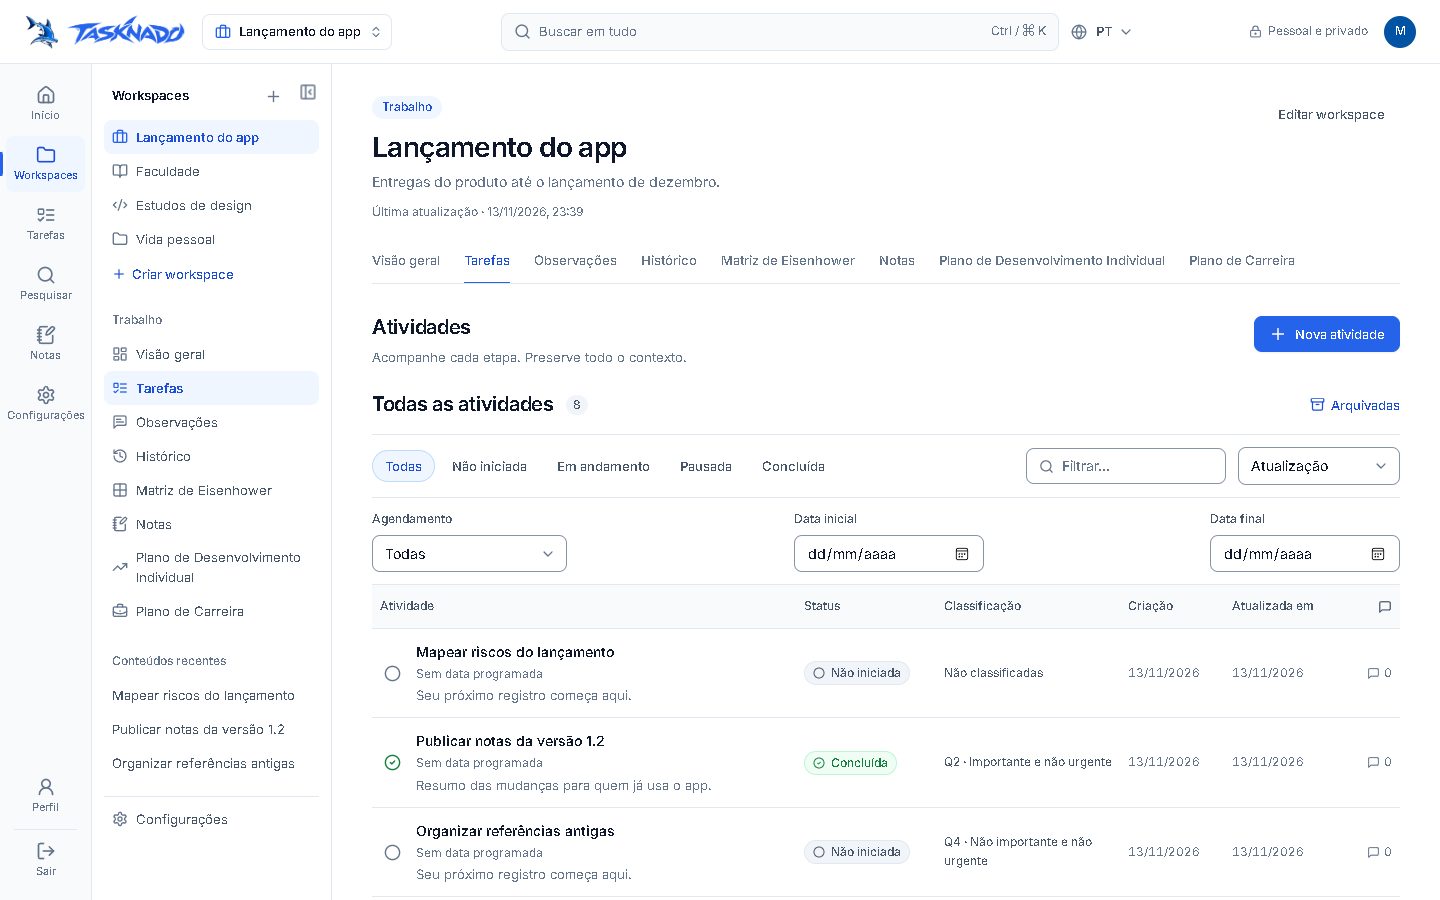 TASKNADO
Lançamento do app
Buscar em tudo
Ctrl / ⌘ K
PT
Pessoal e privado
M
Início
Workspaces
Tarefas
Pesquisar
Notas
Configurações
Perfil
Sair
Workspaces
Lançamento do app
Faculdade
Estudos de design
Vida pessoal
Criar workspace
Trabalho
Visão geral
Tarefas
Observações
Histórico
Matriz de Eisenhower
Notas
Plano de Desenvolvimento
Individual
Plano de Carreira
Conteúdos recentes
Mapear riscos do lançamento
Publicar notas da versão 1.2
Organizar referências antigas
Configurações
Trabalho
Editar workspace
Lançamento do app
Entregas do produto até o lançamento de dezembro.
Última atualização · 13/11/2026, 23:39
Visão geral Tarefas Observações Histórico Matriz de Eisenhower Notas Plano de Desenvolvimento Individual Plano de Carreira
Atividades
Nova atividade
Acompanhe cada etapa. Preserve todo o contexto.
Todas as atividades 8
Arquivadas
Todas Não iniciada Em andamento Pausada Concluída
Filtrar...
Atualização
Agendamento Data inicial Data final
Todas dd/mm/aaaa dd/mm/aaaa
Atividade Status Classificação Criação Atualizada em
Mapear riscos do lançamento
Sem data programada
Seu próximo registro começa aqui.
Não iniciada Não classificadas 13/11/2026 13/11/2026 0
Publicar notas da versão 1.2
Sem data programada
Resumo das mudanças para quem já usa o app.
Concluída Q2 · Importante e não urgente 13/11/2026 13/11/2026 0
Organizar referências antigas
Sem data programada
Seu próximo registro começa aqui.
Não iniciada
Q4 · Não importante e não
urgente
13/11/2026 13/11/2026 0